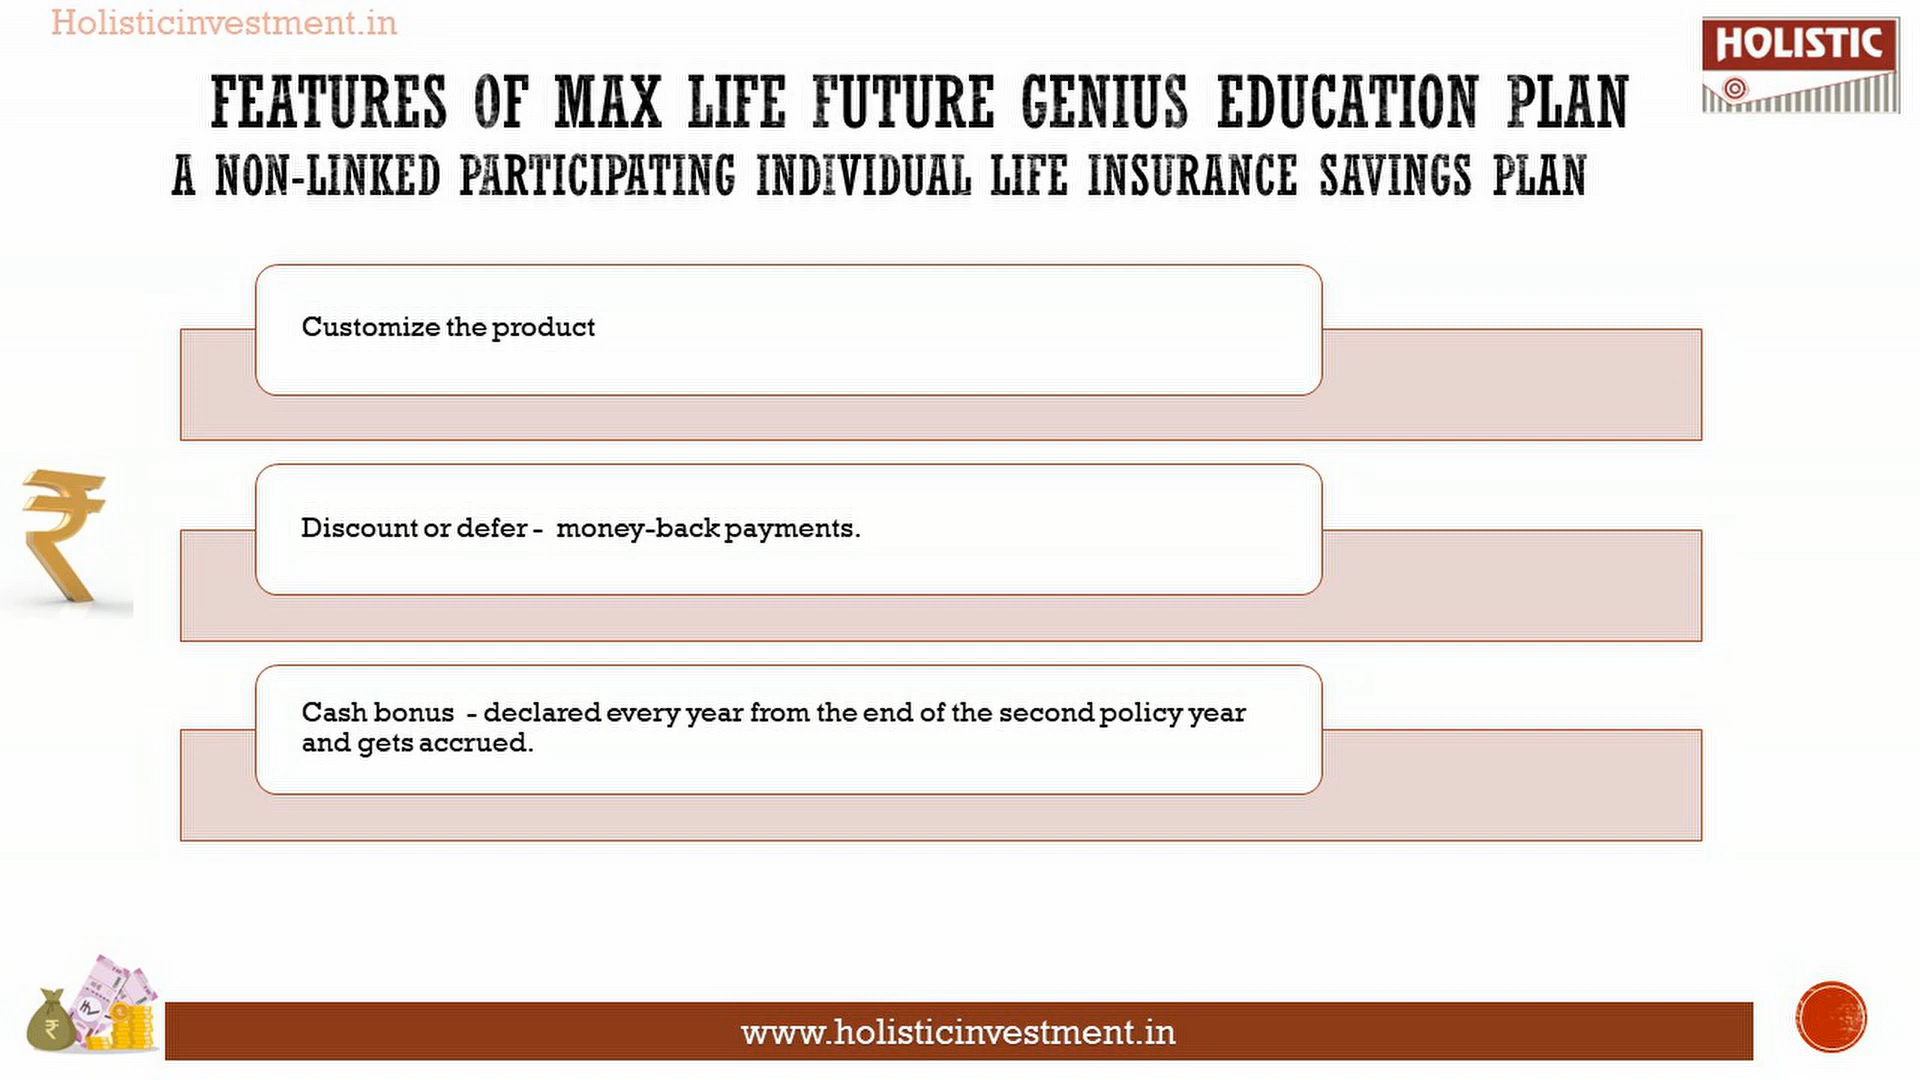 Holisticinvestment.in
HOLISTIC
FEATURES OF MAX LIFE FUTURE GENIUS EDUCATION PLAN
A NON-LINKED PARTICIPATING INDIVIDUAL LIFE INSURANCE SAVINGS PLAN
Customize the product
Discount or defer - money-back payments.
Cash bonus - declared every year from the end of the second policy year
and gets accrued.
www.holisticinvestment.in